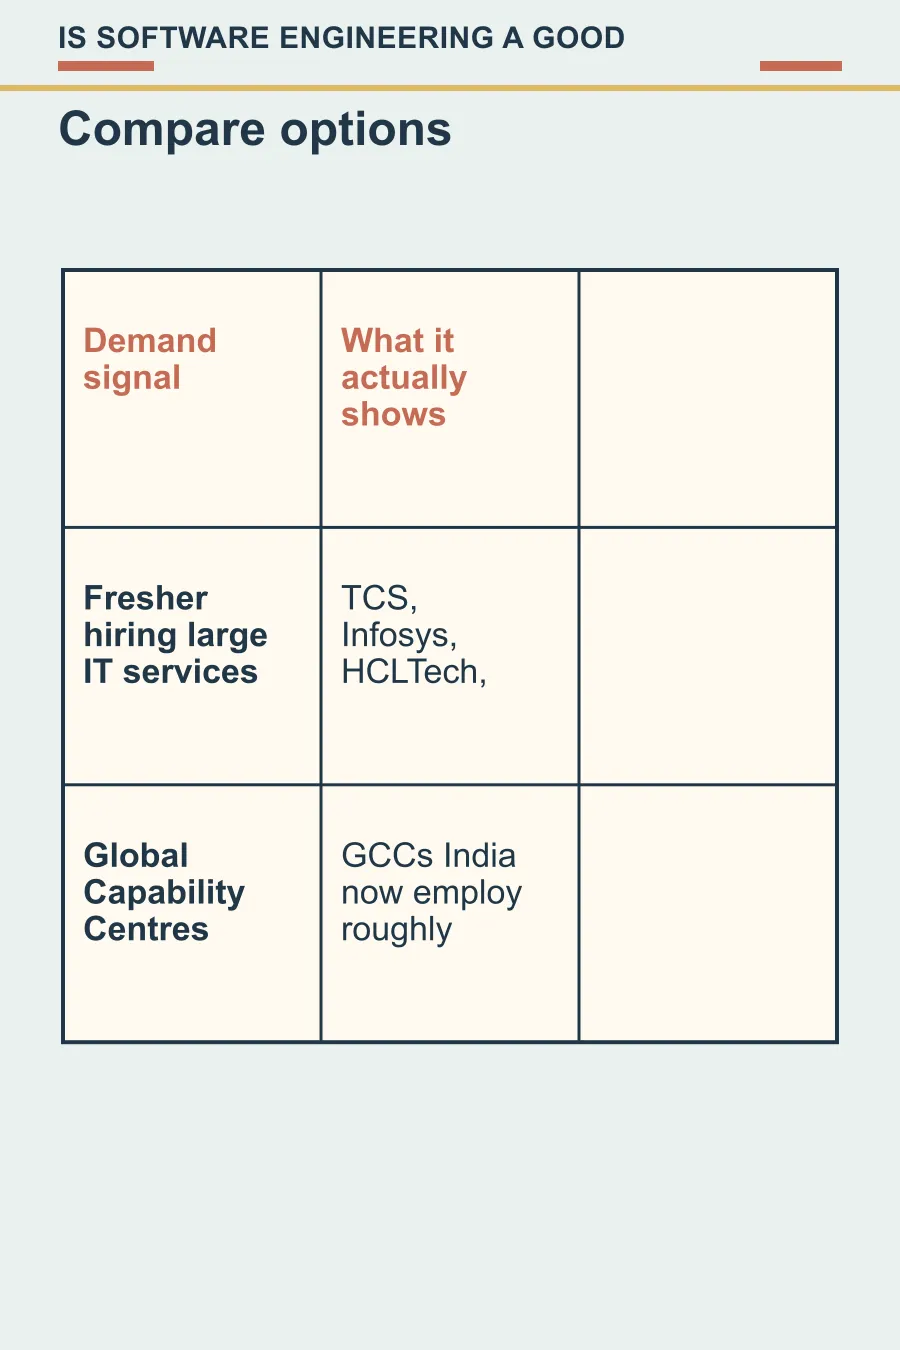 IS SOFTWARE ENGINEERING A GOOD
Compare options
Demand
signal
What it
actually
shows
Fresher
hiring large
IT services
TCS,
Infosys,
HCLTech,
Global
Capability
Centres
GCCs India
now employ
roughly